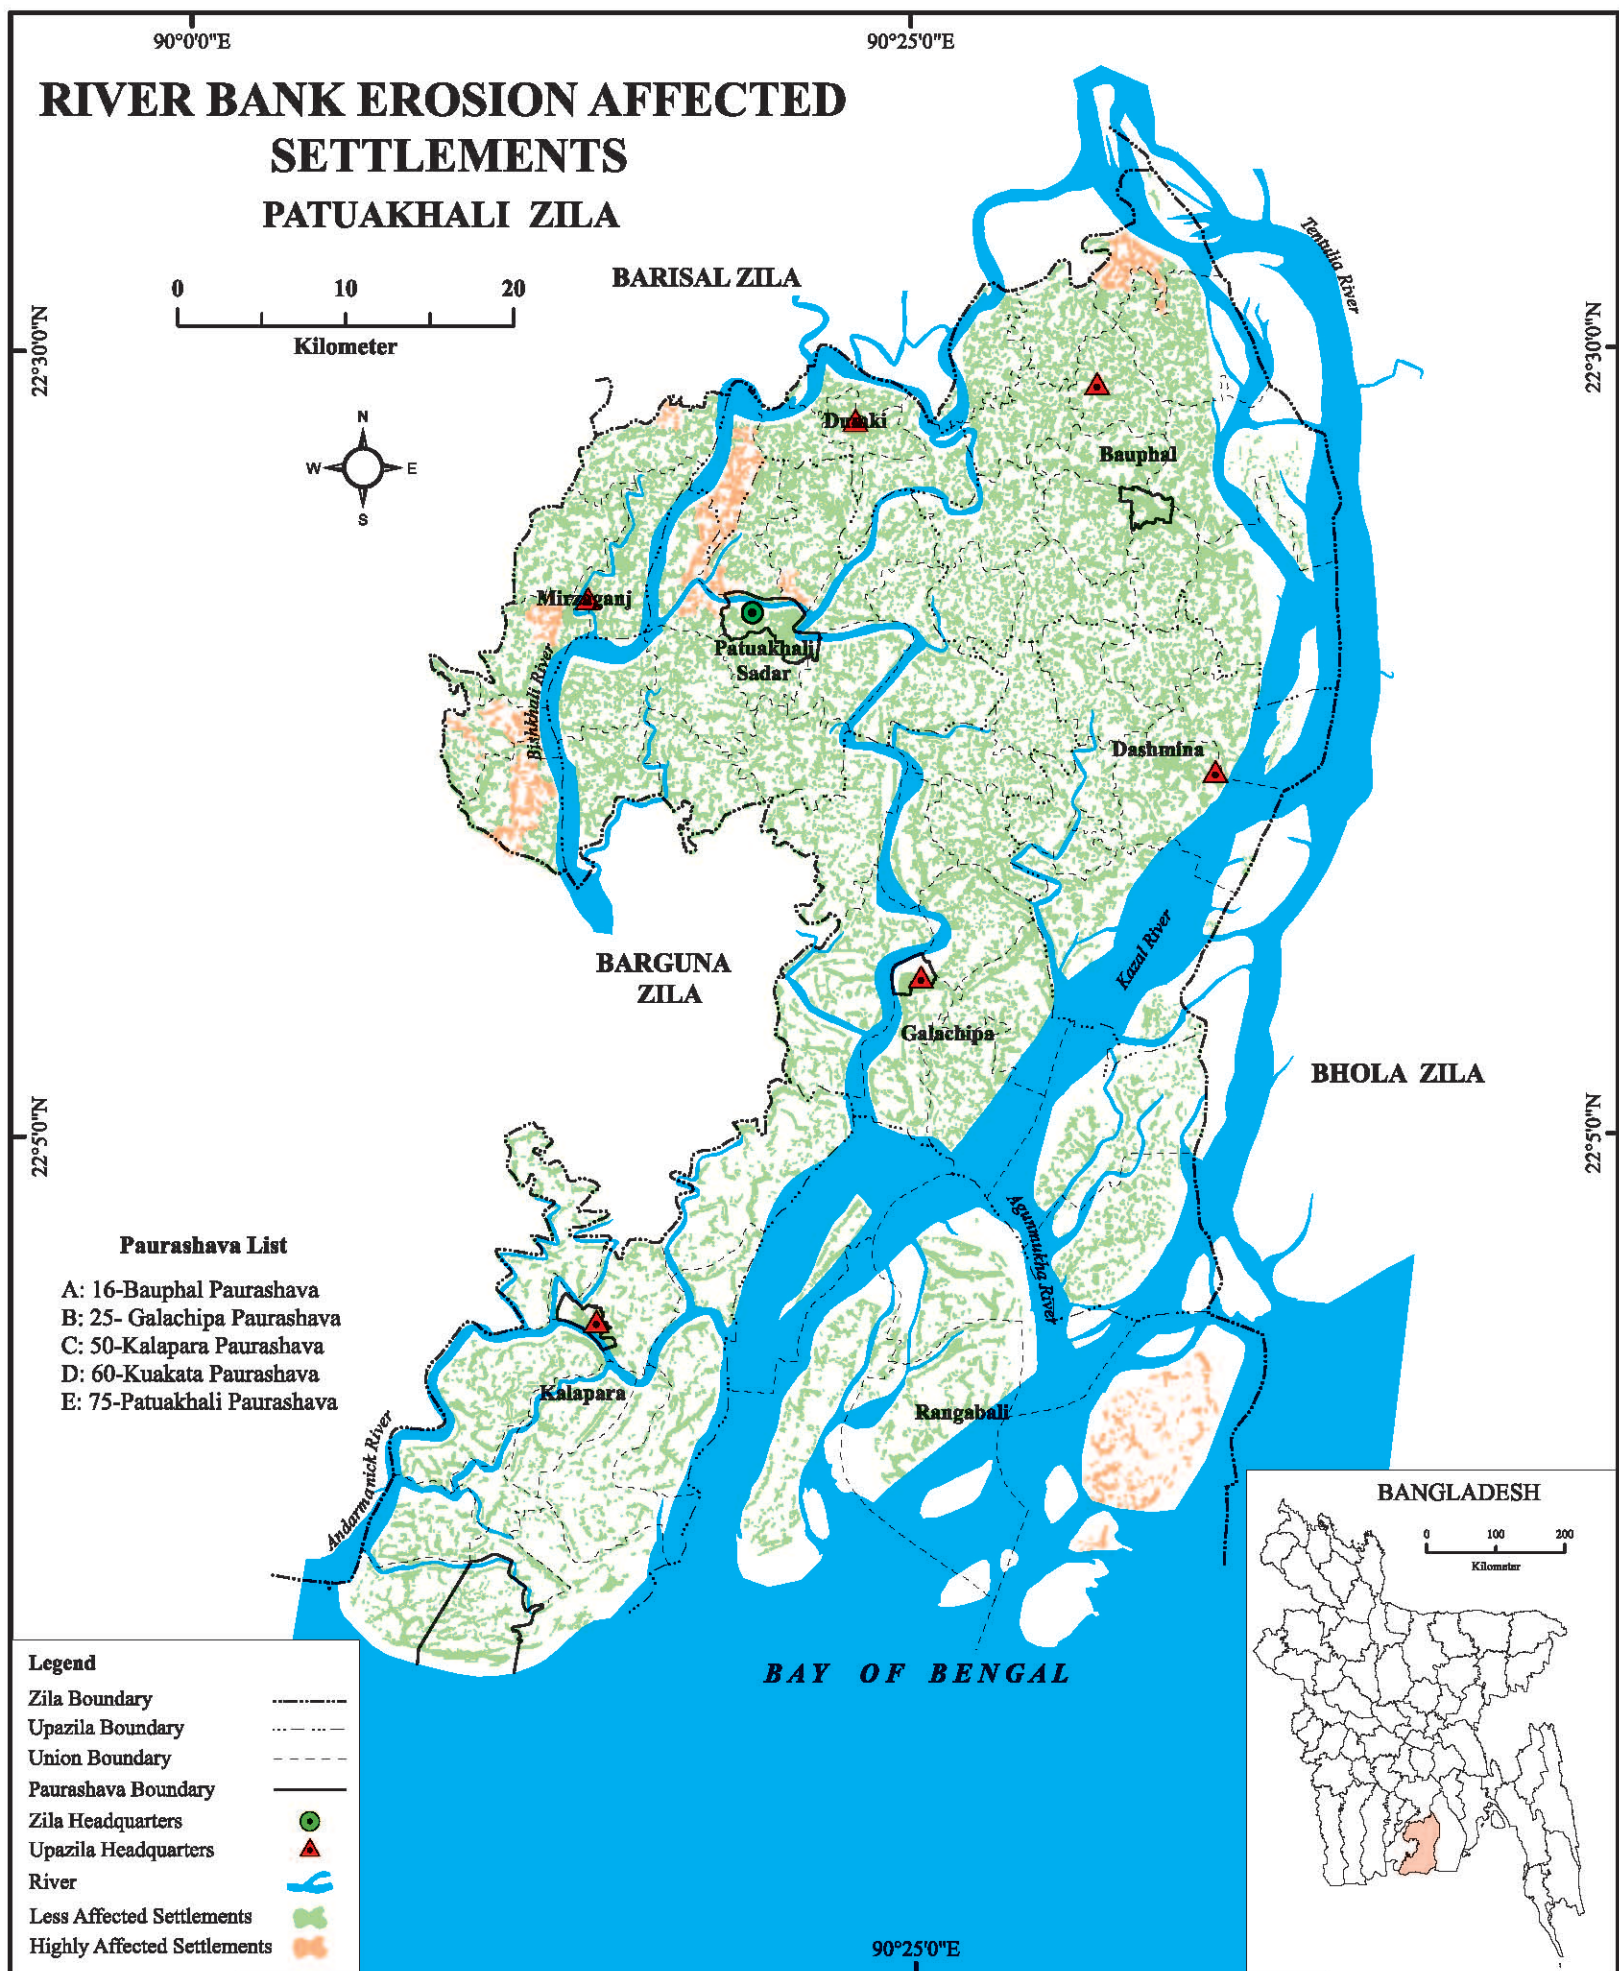 90°0'0"E
90°25'0"E
RIVER BANK EROSION AFFECTED
SETTLEMENTS
PATUAKHALI ZILA
0 10 20
Kilometer
BARISAL ZILA
Tentulia River
22°30'0"N
22°30'0"N
N
W E
S
Dumki
Bauphal
Mirzaganj
Patuakhali
Sadar
Bishkhali River
Dashmina
Kazal River
BARGUNA
ZILA
Galachipa
BHOLA ZILA
22°5'0"N
22°5'0"N
Agunmukha River
Paurashava List
A: 16-Bauphal Paurashava
B: 25- Galachipa Paurashava
C: 50-Kalapara Paurashava
D: 60-Kuakata Paurashava
E: 75-Patuakhali Paurashava
Kalapara
Rangabali
Andarmanick River
BAY OF BENGAL
BANGLADESH
0 100 200
Kilometer
Legend
Zila Boundary
Upazila Boundary
Union Boundary
Paurashava Boundary
Zila Headquarters
Upazila Headquarters
River
Less Affected Settlements
Highly Affected Settlements
90°25'0"E